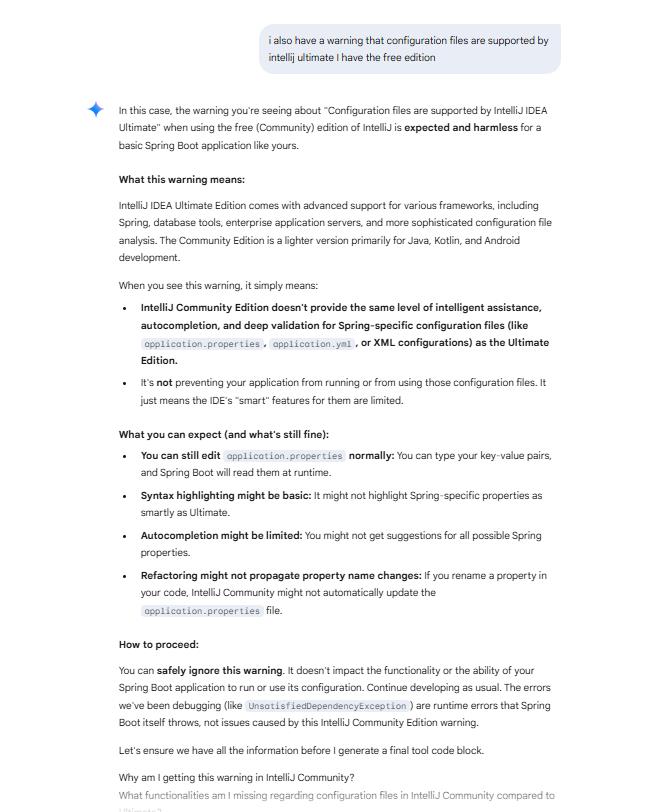 i also have a warning that configuration files are supported by
intellij ultimate I have the free edition
In this case, the warning you're seeing about "Configuration files are supported by IntelliJ IDEA
Ultimate" when using the free (Community) edition of IntelliJ is expected and harmless for a
basic Spring Boot application like yours.
What this warning means:
IntelliJ IDEA Ultimate Edition comes with advanced support for various frameworks, including
Spring, database tools, enterprise application servers, and more sophisticated configuration file
analysis. The Community Edition is a lighter version primarily for Java, Kotlin, and Android
development.
When you see this warning, it simply means:
• IntelliJ Community Edition doesn't provide the same level of intelligent assistance,
autocompletion, and deep validation for Spring-specific configuration files (like
application.properties, application.yml, or XML configurations) as the Ultimate
Edition.
• It's not preventing your application from running or from using those configuration files. It
just means the IDE's "smart" features for them are limited.
What you can expect (and what's still fine):
• You can still edit application.properties normally: You can type your key-value pairs,
and Spring Boot will read them at runtime.
• Syntax highlighting might be basic: It might not highlight Spring-specific properties as
smartly as Ultimate.
• Autocompletion might be limited: You might not get suggestions for all possible Spring
properties.
• Refactoring might not propagate property name changes: If you rename a property in
your code, IntelliJ Community might not automatically update the
application.properties file.
How to proceed:
You can safely ignore this warning. It doesn't impact the functionality or the ability of your
Spring Boot application to run or use its configuration. Continue developing as usual. The errors
we've been debugging (like UnsatisfiedDependencyException) are runtime errors that Spring
Boot itself throws, not issues caused by this IntelliJ Community Edition warning.
Let's ensure we have all the information before I generate a final tool code block.
Why am I getting this warning in IntelliJ Community?
What functionalities am I missing regarding configuration files in IntelliJ Community compared to